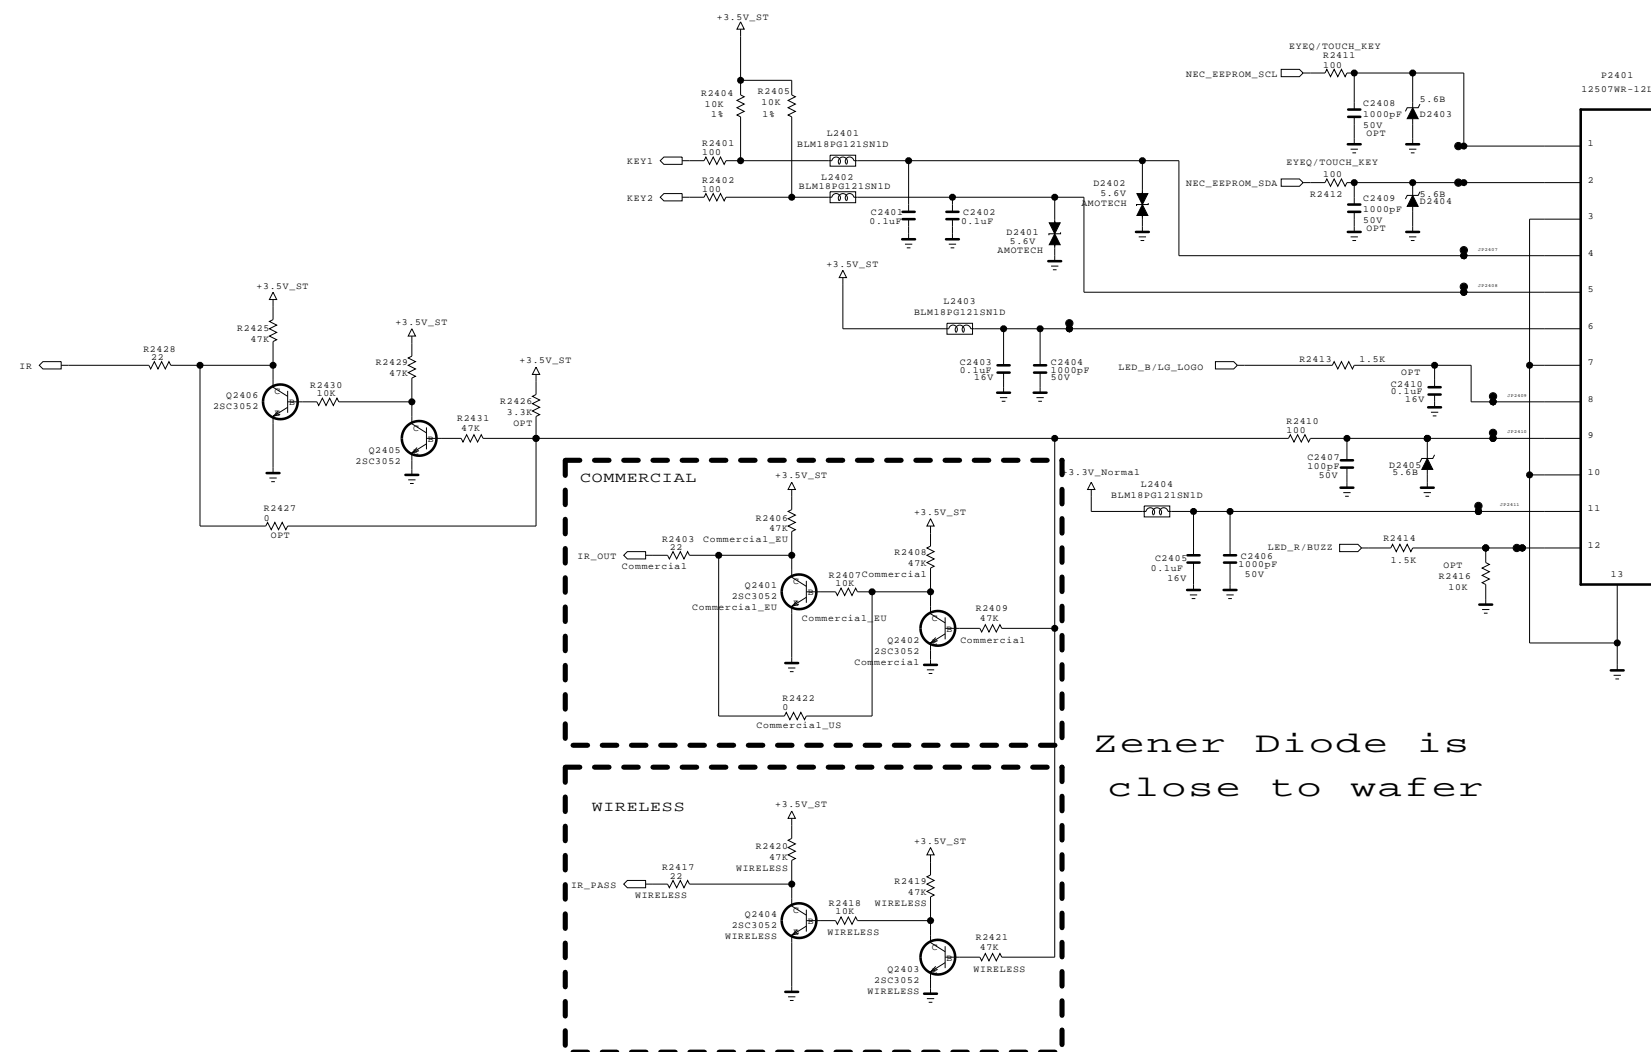 +3.5V_ST
R2404
10K
1%
R2405
10K
1%
KEY1
R2401
100
L2401
BLM18PG121SN1D
KEY2
R2402
100
L2402
BLM18PG121SN1D
C2401
0.1uF
C2402
0.1uF
D2401
5.6V
AMOTECH
D2402
5.6V
AMOTECH
EYEQ/TOUCH_KEY
R2411
100
NEC_EEPROM_SCL
C2408
1000pF
50V
OPT
5.6B
D2403
EYEQ/TOUCH_KEY
100
R2412
NEC_EEPROM_SDA
C2409
1000pF
50V
OPT
5.6B
D2404
P2401
12507WR-12L
1
2
3
4
5
6
7
8
9
10
11
12
13
JP2407
JP2408
+3.5V_ST
L2403
BLM18PG121SN1D
C2403
0.1uF
16V
C2404
1000pF
50V
LED_B/LG_LOGO
R2413
1.5K
OPT
C2410
0.1uF
16V
JP2409
R2410
100
C2407
100pF
50V
D2405
5.6B
JP2410
+3.3V_Normal
L2404
BLM18PG121SN1D
C2405
0.1uF
16V
C2406
1000pF
50V
JP2411
LED_R/BUZZ
R2414
1.5K
OPT
R2416
10K
+3.5V_ST
R2425
47K
IR
R2428
22
+3.5V_ST
R2429
47K
Q2406
2SC3052
C
B
E
R2430
10K
Q2405
2SC3052
C
B
E
R2431
47K
+3.5V_ST
R2426
3.3K
OPT
R2427
0
OPT
COMMERCIAL
+3.5V_ST
R2406
47K
Commercial_EU
IR_OUT
R2403
22
Commercial
+3.5V_ST
R2408
47K
Commercial
Q2401
2SC3052
Commercial_EU
C
B
E
R2407
10K
Commercial_EU
Q2402
2SC3052
Commercial
C
B
E
R2409
47K
Commercial
R2422
0
Commercial_US
WIRELESS
+3.5V_ST
R2420
47K
WIRELESS
IR_PASS
R2417
22
WIRELESS
+3.5V_ST
R2419
47K
WIRELESS
Q2404
2SC3052
WIRELESS
C
B
E
R2418
10K
WIRELESS
Q2403
2SC3052
WIRELESS
C
B
E
R2421
47K
WIRELESS
Zener Diode is
close to wafer